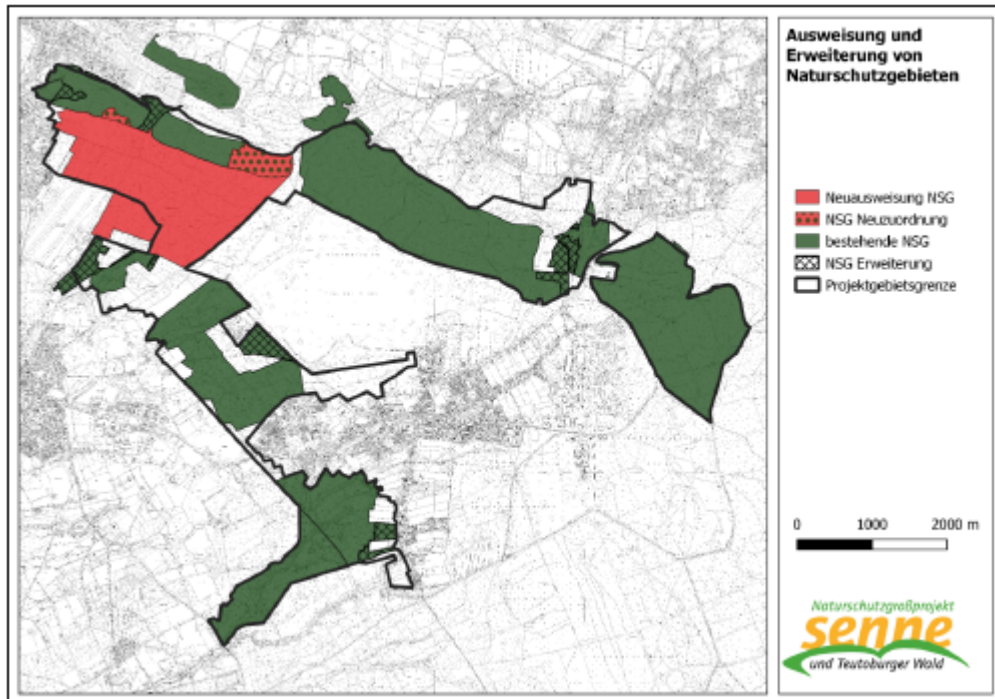 Ausweisung und
Erweiterung von
Naturschutzgebieten
Neuausweisung NSG
NSG Neuzuordnung
bestehende NSG
NSG Erweiterung
Projektgebietsgrenze
0 1000 2000 m
Naturschutzgroßprojekt
senne
und Teutoburger Wald